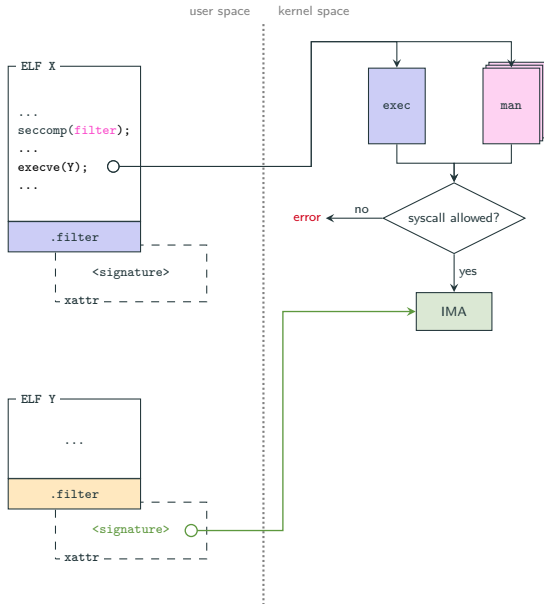 user space
kernel space
ELF X
...
seccomp(filter);
...
execve(Y);
...
.filter
<signature>
xattr
exec
man
syscall allowed?
no
error
yes
IMA
ELF Y
...
.filter
<signature>
xattr